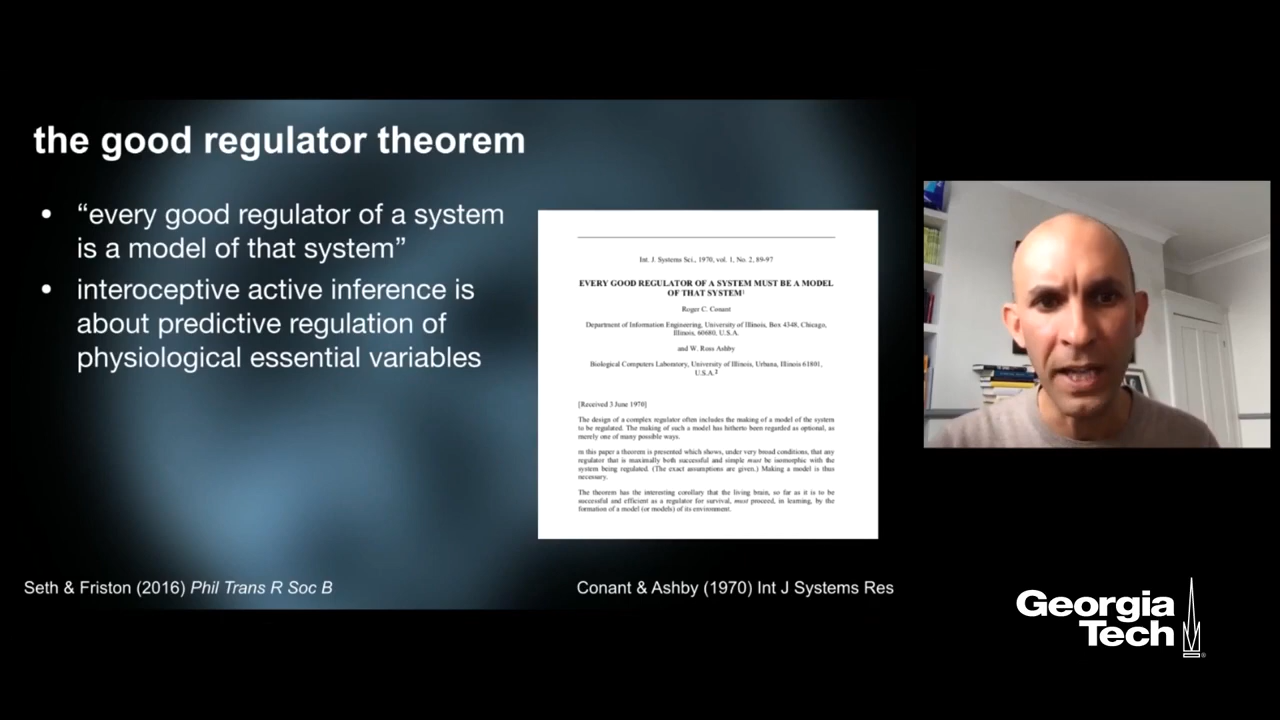 the good regulator theorem
• “every good regulator of a system
is a model of that system”
• interoceptive active inference is
about predictive regulation of
physiological essential variables
Int. J. Systems Sci., 1970, vol. 1, No. 2, 89-97
EVERY GOOD REGULATOR OF A SYSTEM MUST BE A MODEL
OF THAT SYSTEM¹
Roger C. Conant
Department of Information Engineering, University of Illinois, Box 4348, Chicago,
Illinois, 60680, U.S.A.
and W. Ross Ashby
Biological Computers Laboratory, University of Illinois, Urbana, Illinois 61801,
U.S.A.²
[Received 3 June 1970]
The design of a complex regulator often includes the making of a model of the system
to be regulated. The making of such a model has hitherto been regarded as optional, as
merely one of many possible ways.
In this paper a theorem is presented which shows, under very broad conditions, that any
regulator that is maximally both successful and simple must be isomorphic with the
system being regulated. (The exact assumptions are given.) Making a model is thus
necessary.
The theorem has the interesting corollary that the living brain, so far as it is to be
successful and efficient as a regulator for survival, must proceed, in learning, by the
formation of a model (or models) of its environment.
Seth & Friston (2016) Phil Trans R Soc B
Conant & Ashby (1970) Int J Systems Res
Georgia
Tech